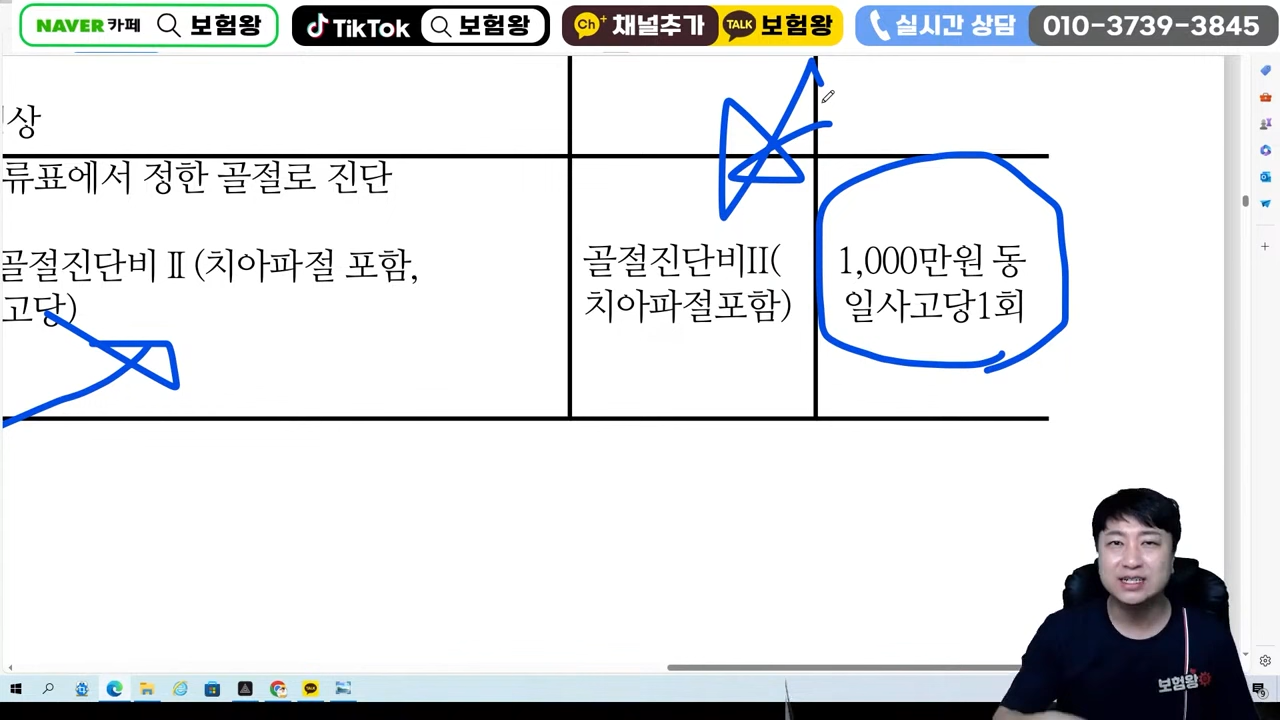 NAVER 카페 보험왕
TikTok 보험왕
Ch+ 채널추가 TALK 보험왕
실시간 상담 010-3739-3845
상
류표에서 정한 골절로 진단
골절진단비Ⅱ(치아파절 포함,
고당)
골절진단비II(
치아파절포함)
1,000만원 동
일사고당1회
보험왕